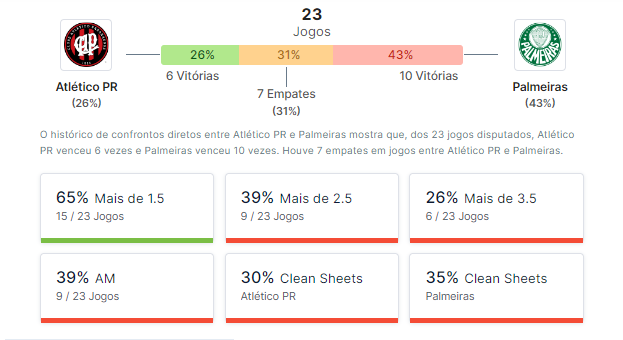 23
Jogos
26%
31%
43%
6 Vitórias
10 Vitórias
PALMEIRAS
Atlético PR
(26%)
7 Empates
(31%)
Palmeiras
(43%)
O histórico de confrontos diretos entre Atlético PR e Palmeiras mostra que, dos 23 jogos disputados, Atlético
PR venceu 6 vezes e Palmeiras venceu 10 vezes. Houve 7 empates em jogos entre Atlético PR e Palmeiras.
65% Mais de 1.5
15 / 23 Jogos
39% Mais de 2.5
9 / 23 Jogos
26% Mais de 3.5
6 / 23 Jogos
39% AM
9 / 23 Jogos
30% Clean Sheets
Atlético PR
35% Clean Sheets
Palmeiras